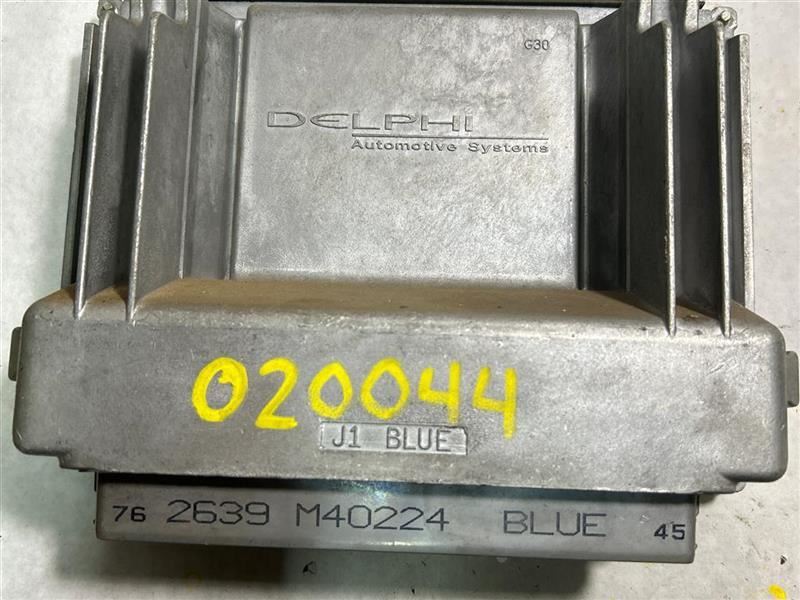 G30
DELPHI
Automotive Systems
020044
J1 BLUE
76 2639 M40224 BLUE 45